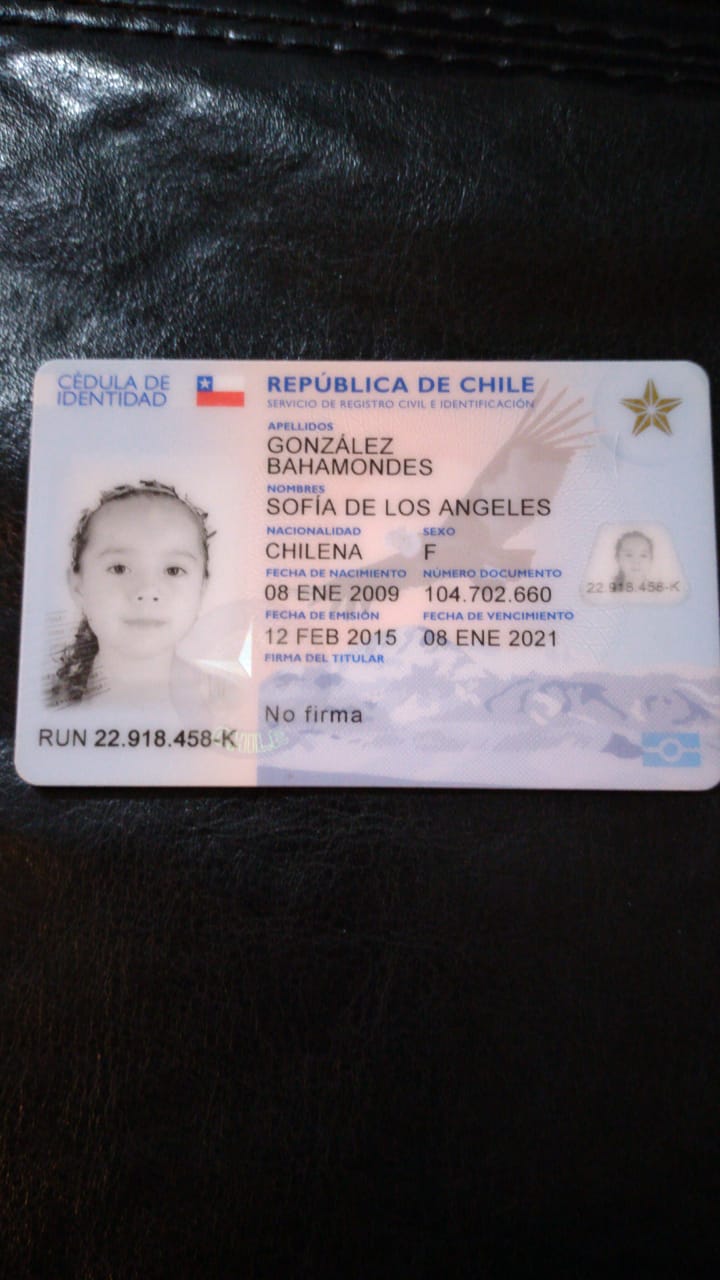 CÉDULA DE
IDENTIDAD
REPÚBLICA DE CHILE
SERVICIO DE REGISTRO CIVIL E IDENTIFICACIÓN
APELLIDOS
GONZÁLEZ
BAHAMONDES
NOMBRES
SOFÍA DE LOS ANGELES
NACIONALIDAD SEXO
CHILENA F
FECHA DE NACIMIENTO NÚMERO DOCUMENTO
08 ENE 2009 104.702.660
22.918.458-K
FECHA DE EMISIÓN FECHA DE VENCIMIENTO
12 FEB 2015 08 ENE 2021
FIRMA DEL TITULAR
No firma
RUN 22.918.458-K